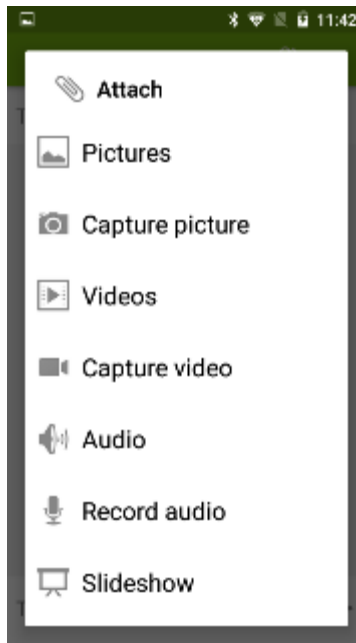 11:42
Attach
Pictures
Capture picture
Videos
Capture video
Audio
Record audio
Slideshow